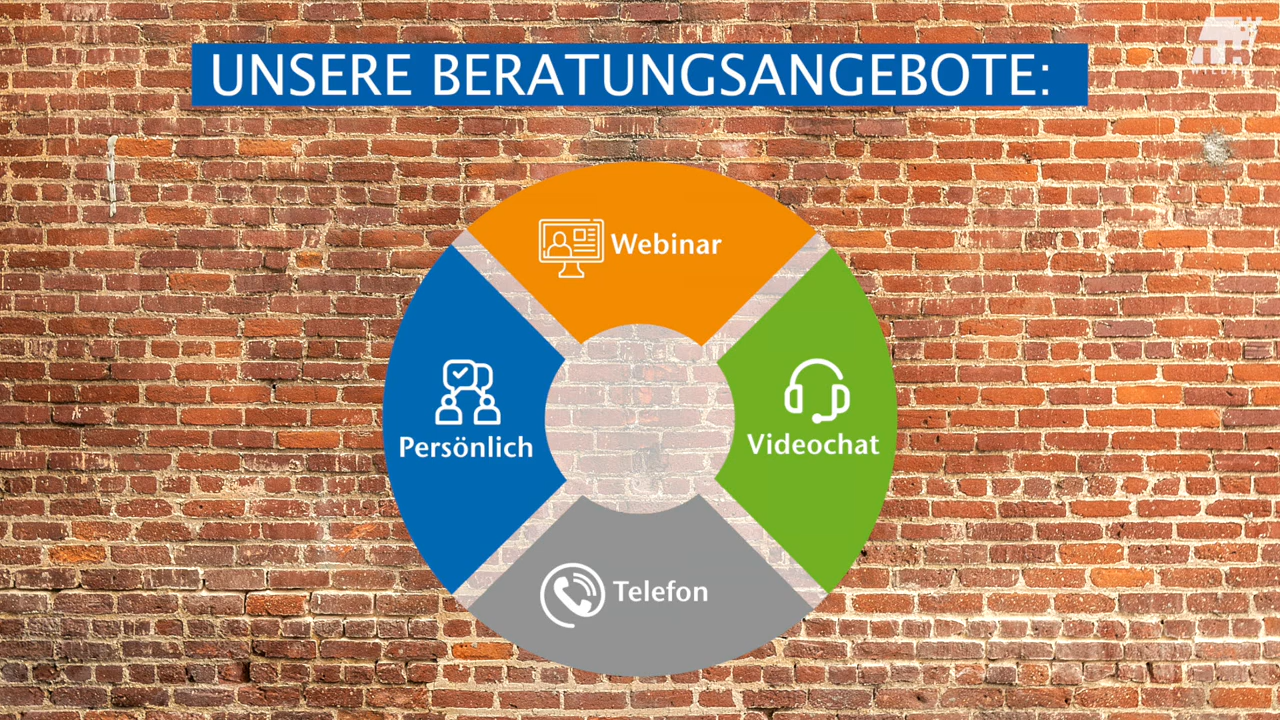 UNSERE BERATUNGSANGEBOTE:
Webinar
Persönlich
Videochat
Telefon